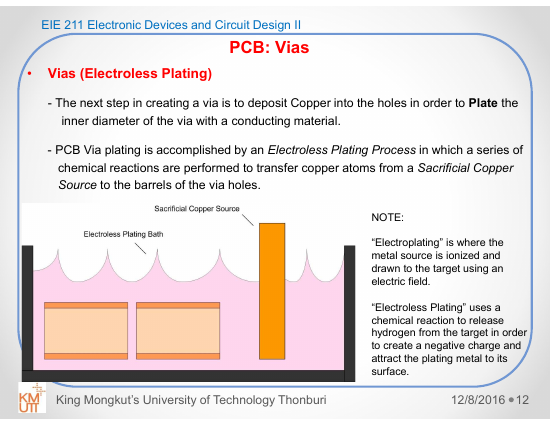 EIE 211 Electronic Devices and Circuit Design II
PCB: Vias
• Vias (Electroless Plating)
- The next step in creating a via is to deposit Copper into the holes in order to Plate the
inner diameter of the via with a conducting material.
- PCB Via plating is accomplished by an Electroless Plating Process in which a series of
chemical reactions are performed to transfer copper atoms from a Sacrificial Copper
Source to the barrels of the via holes.
Sacrificial Copper Source
Electroless Plating Bath
NOTE:
“Electroplating” is where the
metal source is ionized and
drawn to the target using an
electric field.
“Electroless Plating” uses a
chemical reaction to release
hydrogen from the target in order
to create a negative charge and
attract the plating metal to its
surface.
KM
UTT
King Mongkut’s University of Technology Thonburi
12/8/2016 • 12